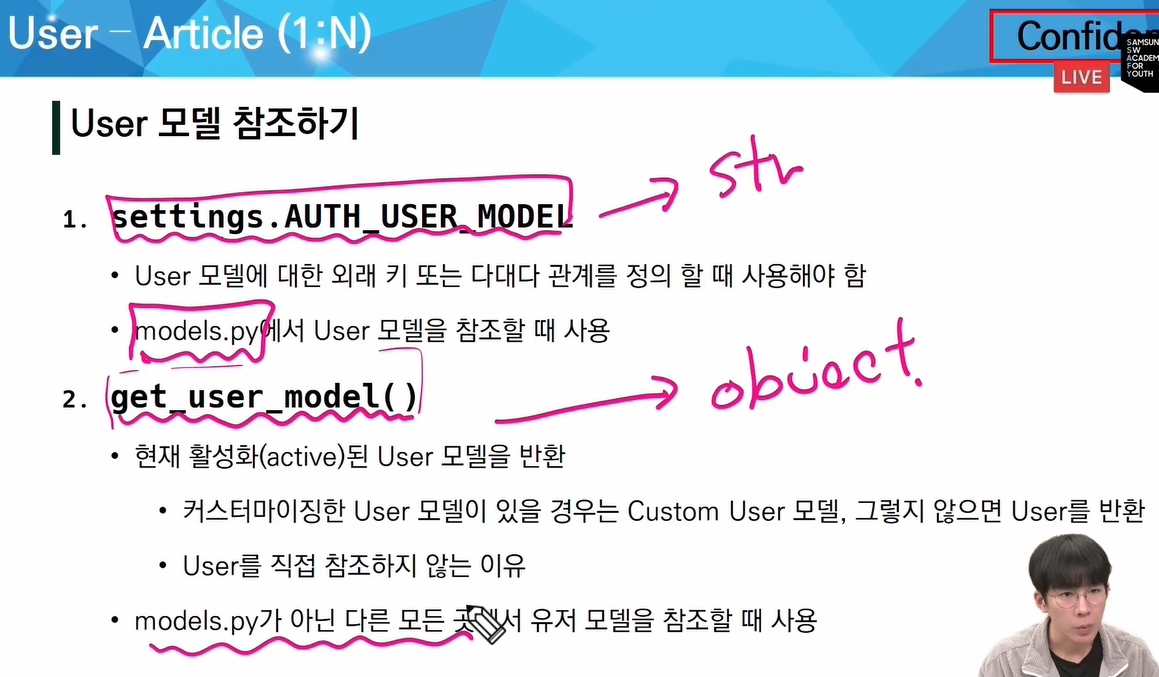 User – Article (1:N)
LIVE
SAMSUN
SW
ACADEM
FOR
YOUTH
User 모델 참조하기
str
1. settings.AUTH_USER_MODEL
• User 모델에 대한 외래 키 또는 다대다 관계를 정의 할 때 사용해야 함
• models.py에서 User 모델을 참조할 때 사용
object.
2. get_user_model()
• 현재 활성화(active)된 User 모델을 반환
• 커스터마이징한 User 모델이 있을 경우는 Custom User 모델, 그렇지 않으면 User를 반환
• User를 직접 참조하지 않는 이유
• models.py가 아닌 다른 모든 곳에서 유저 모델을 참조할 때 사용